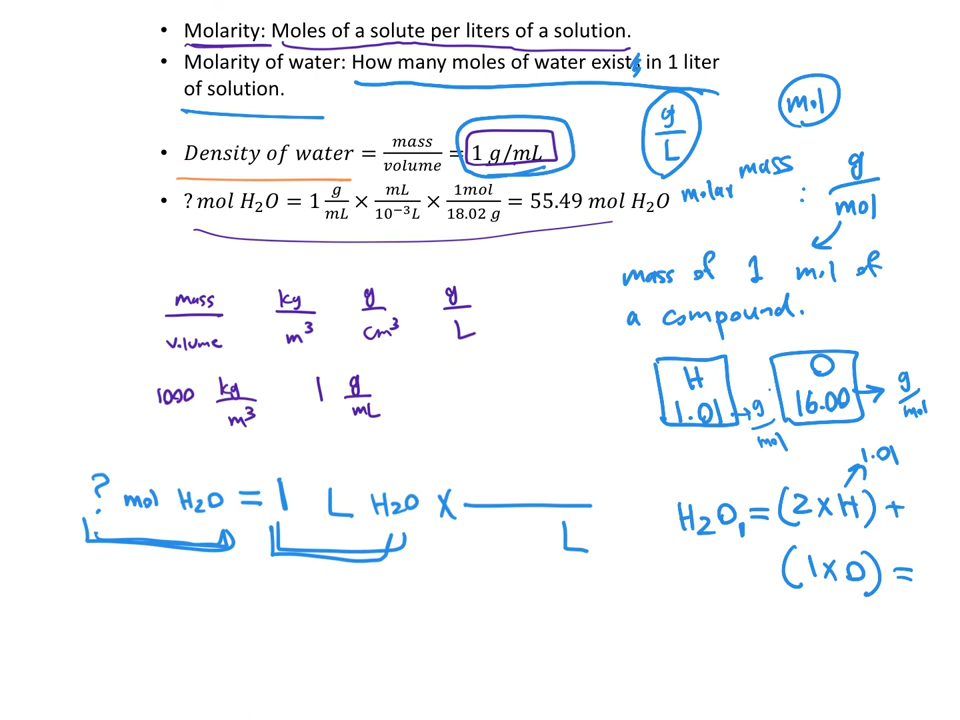 • Molarity: Moles of a solute per liters of a solution.
• Molarity of water: How many moles of water exists in 1 liter
of solution.
g/L
mol
• Density of water = mass/volume = 1 g/mL
• ? mol H₂O = 1 g/mL × mL/10⁻³L × 1mol/18.02 g = 55.49 mol H₂O
molar mass : g/mol
mass of 1 mol of
a compound.
mass/volume kg/m³ g/cm³ g/L
1000 kg/m³ 1 g/mL
H 1.01 → g/mol
O 16.00 → g/mol
1.01
? mol H₂O = 1 L H₂O × ——— L
H₂O, = (2 × H) +
(1 × O) =